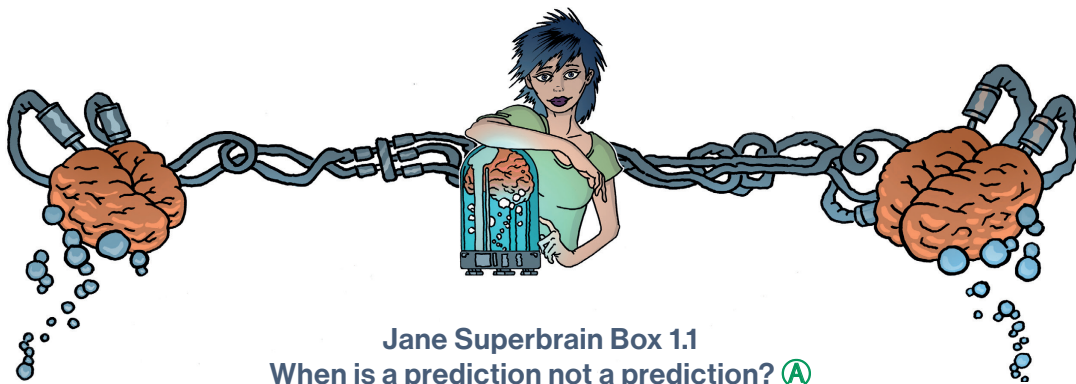 Jane Superbrain Box 1.1
When is a prediction not a prediction? Ⓐ